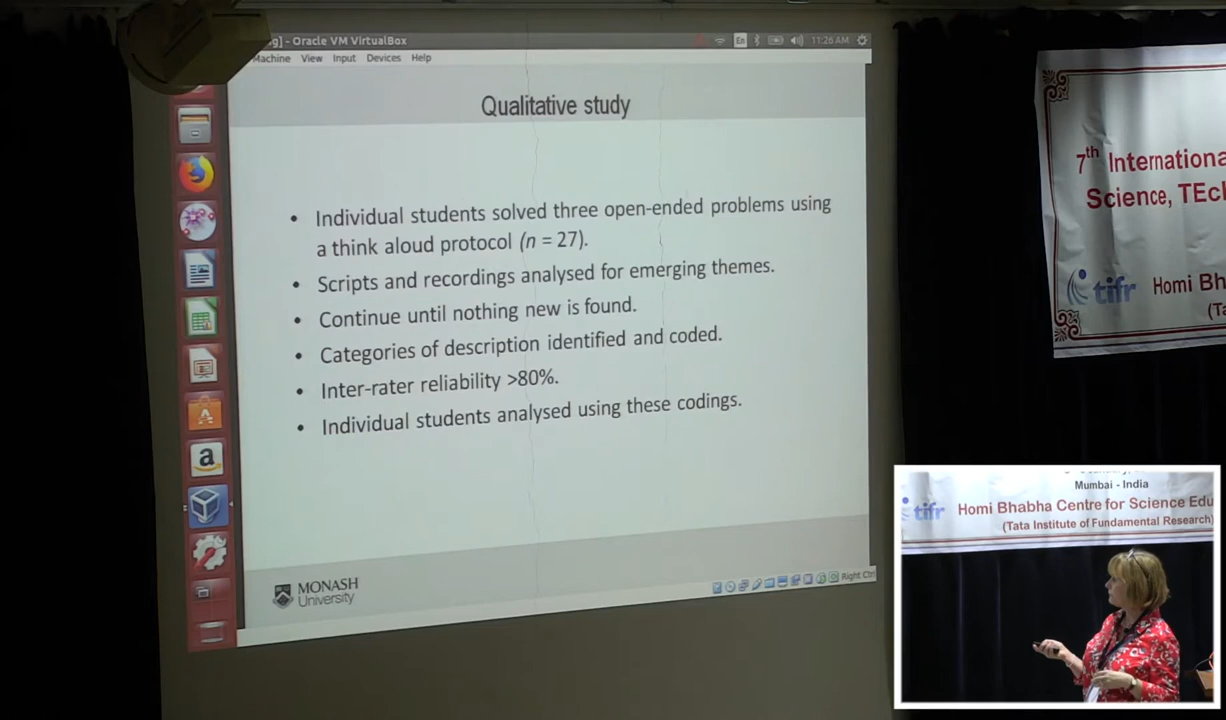 - Oracle VM VirtualBox
En
11:26 AM
Machine View Input Devices Help
Qualitative study
• Individual students solved three open-ended problems using
a think aloud protocol (n = 27).
• Scripts and recordings analysed for emerging themes.
• Continue until nothing new is found.
• Categories of description identified and coded.
• Inter-rater reliability >80%.
• Individual students analysed using these codings.
MONASH
University
Right Ctrl
a
7th Internationa
Science, TEc
tifr Homi Bh
Mumbai - India
tifr Homi Bhabha Centre for Science Edu
(Tata Institute of Fundamental Research)